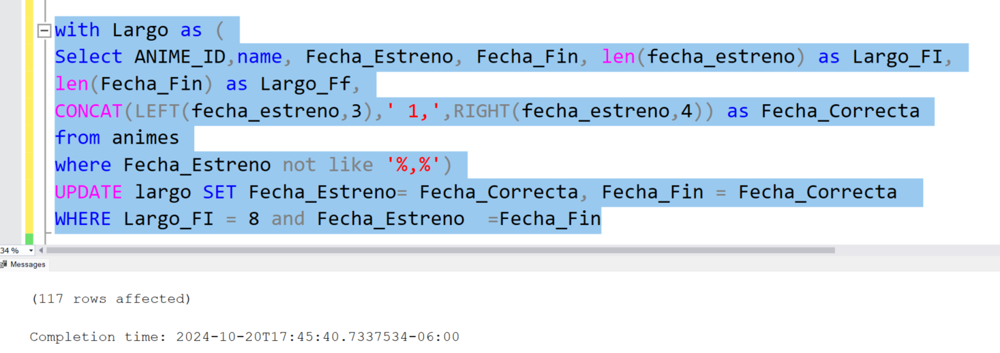 with Largo as (
Select ANIME_ID,name, Fecha_Estreno, Fecha_Fin, len(fecha_estreno) as Largo_FI,
len(Fecha_Fin) as Largo_Ff,
CONCAT(LEFT(fecha_estreno,3),' 1,',RIGHT(fecha_estreno,4)) as Fecha_Correcta
from animes
where Fecha_Estreno not like '%,%')
UPDATE largo SET Fecha_Estreno= Fecha_Correcta, Fecha_Fin = Fecha_Correcta
WHERE Largo_FI = 8 and Fecha_Estreno  =Fecha_Fin
34 %
Messages
(117 rows affected)
Completion time: 2024-10-20T17:45:40.7337534-06:00